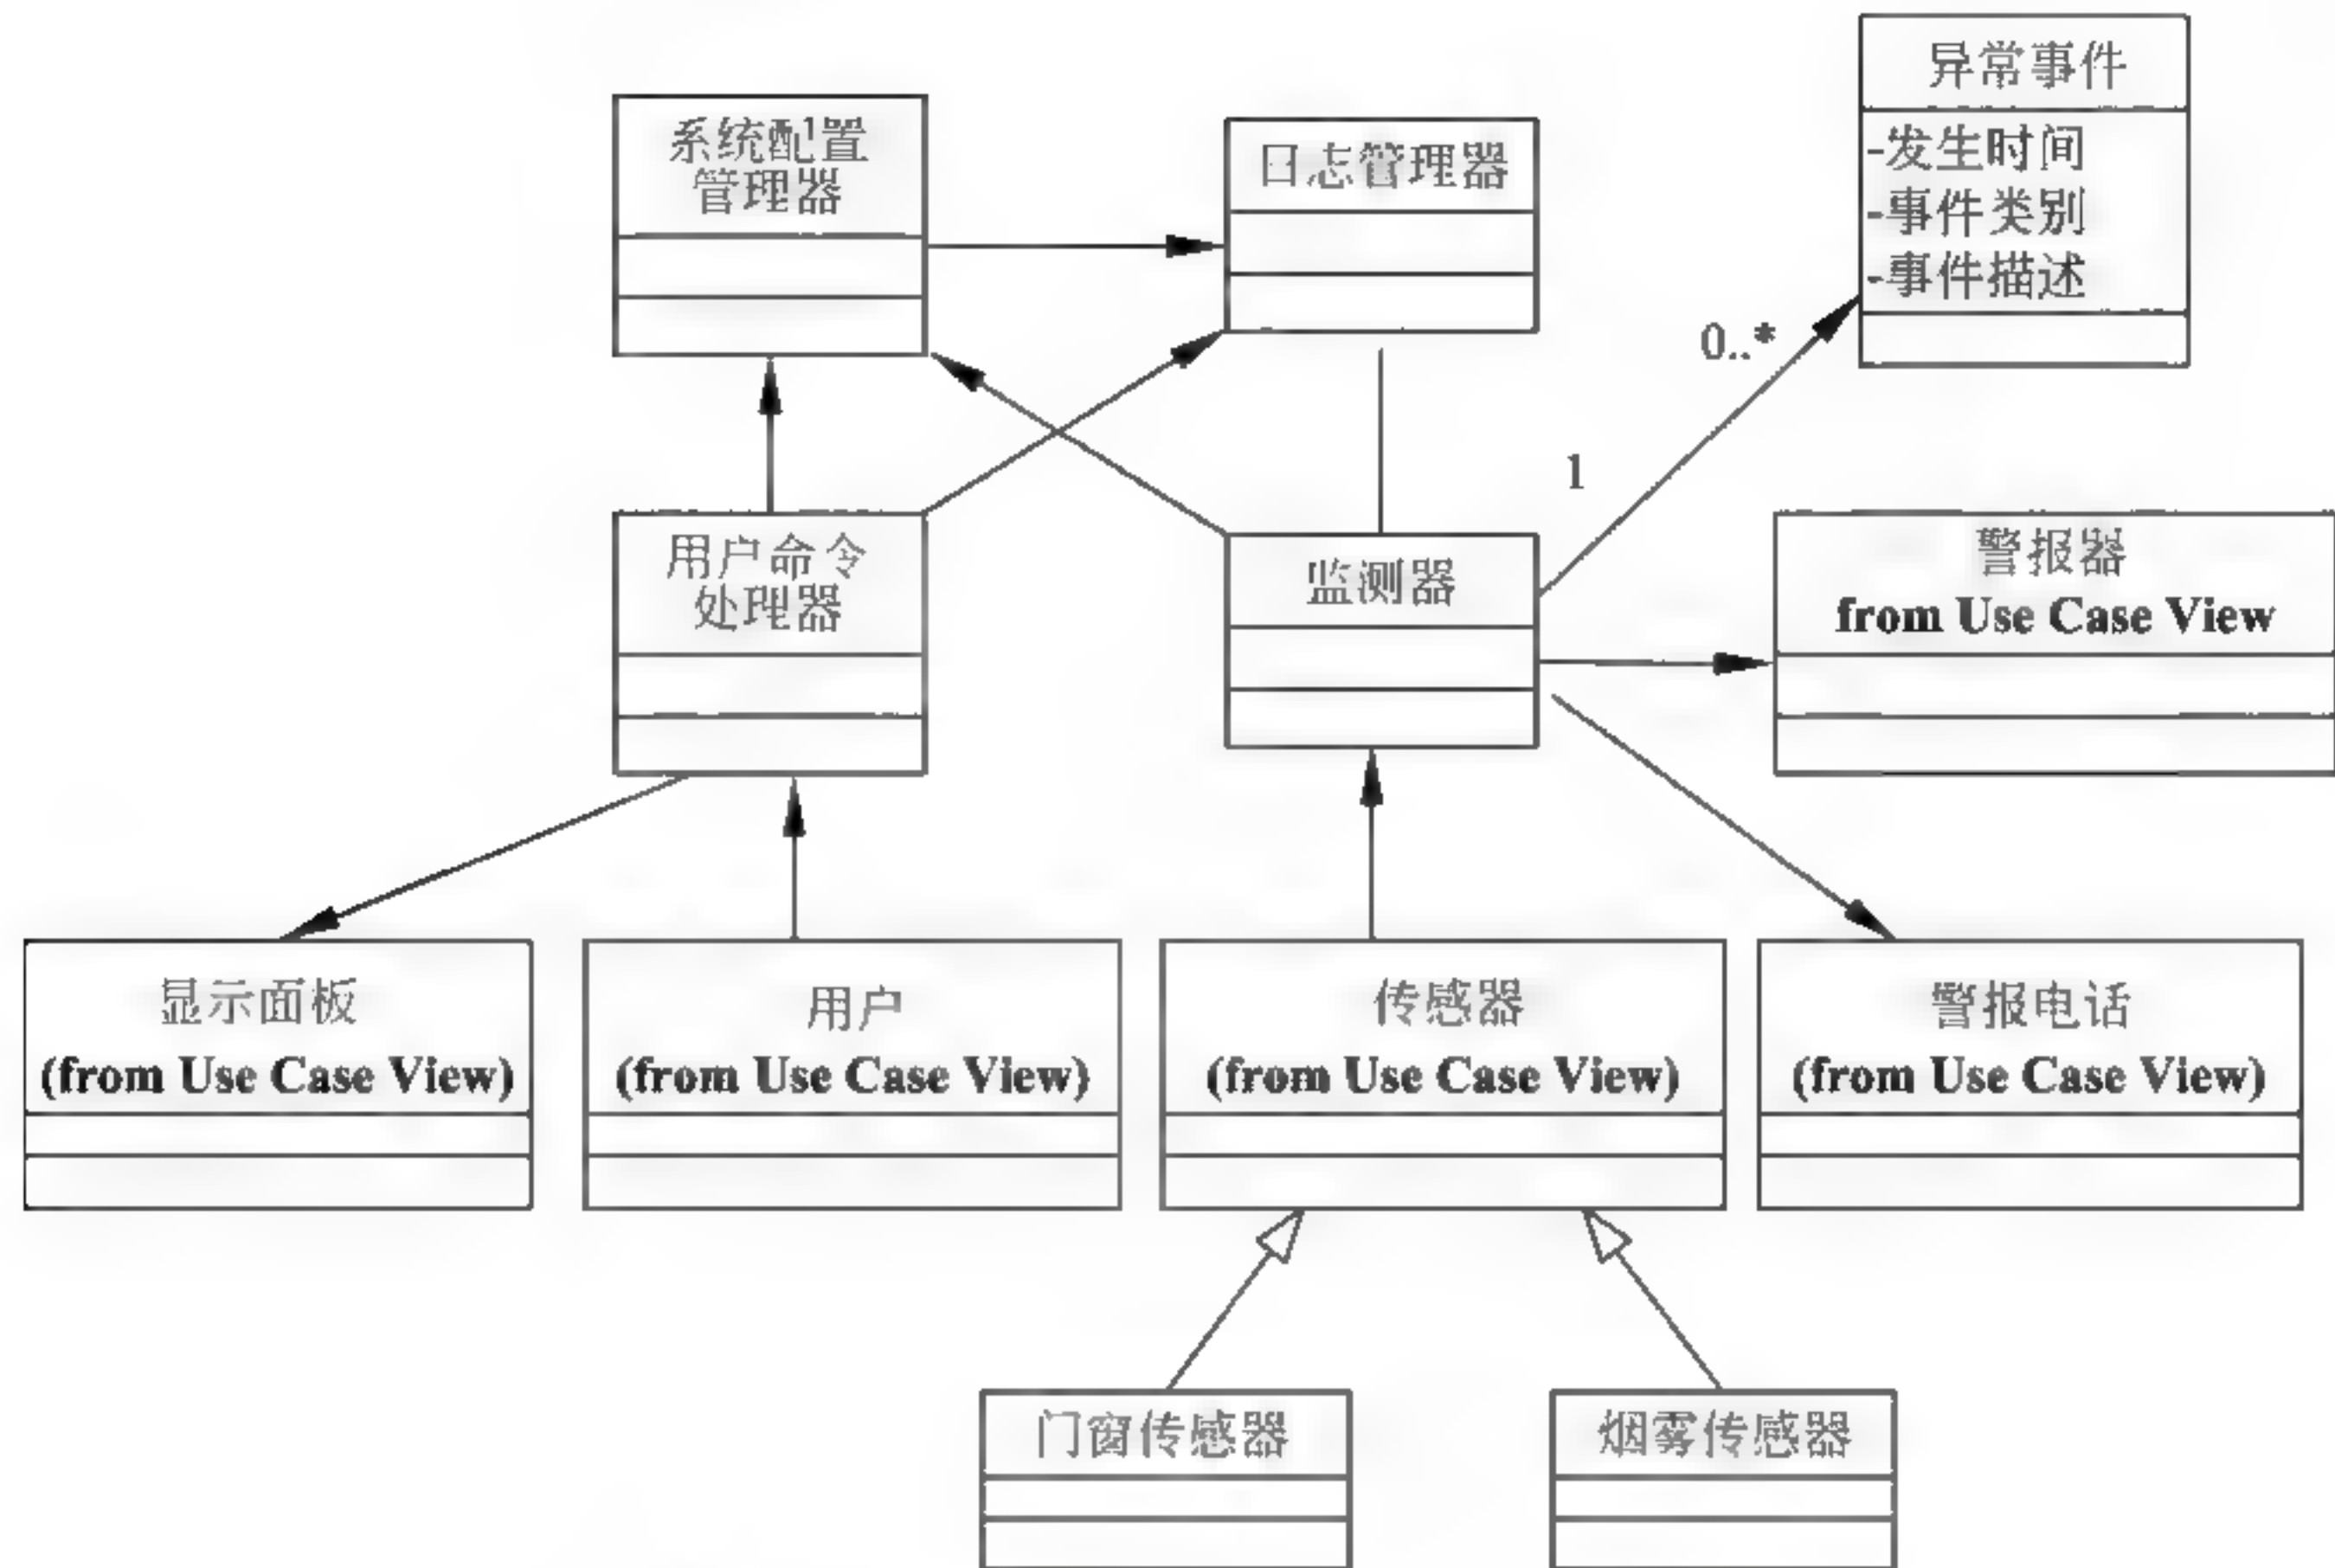 异常事件
-发生时间
-事件类别
-事件描述
系统配置
管理器
日志管理器
0..*
1
用户命令
处理器
监测器
警报器
from Use Case View
显示面板
(from Use Case View)
用户
(from Use Case View)
传感器
(from Use Case View)
警报电话
(from Use Case View)
门窗传感器
烟雾传感器